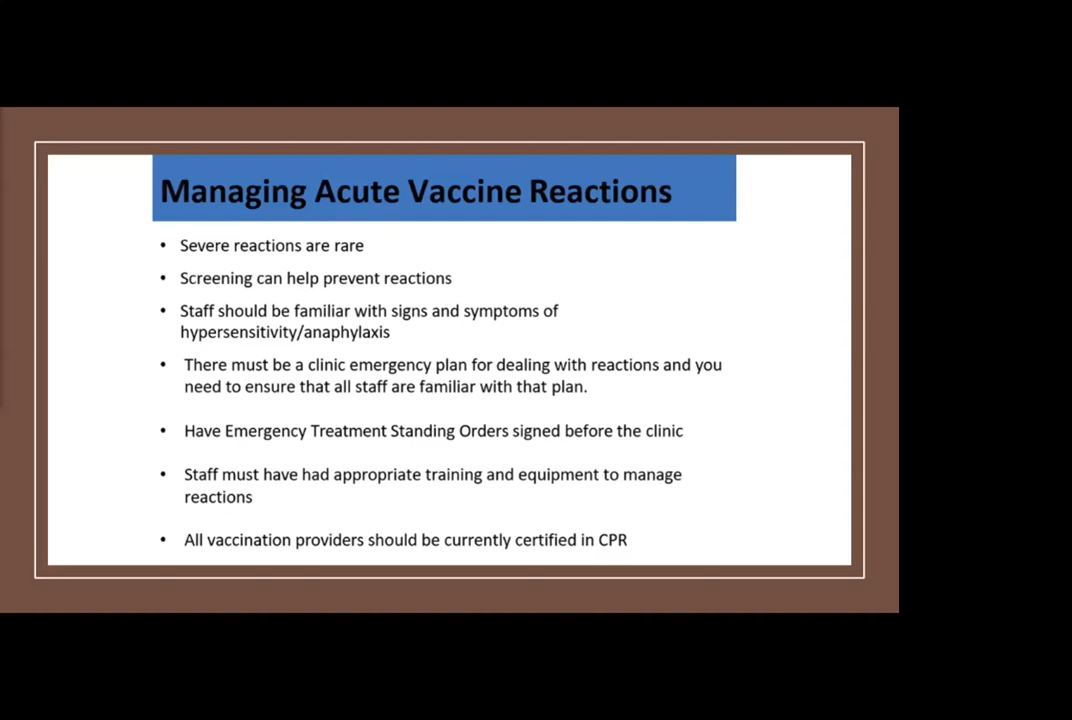 Managing Acute Vaccine Reactions
• Severe reactions are rare
• Screening can help prevent reactions
• Staff should be familiar with signs and symptoms of
hypersensitivity/anaphylaxis
• There must be a clinic emergency plan for dealing with reactions and you
need to ensure that all staff are familiar with that plan.
• Have Emergency Treatment Standing Orders signed before the clinic
• Staff must have had appropriate training and equipment to manage
reactions
• All vaccination providers should be currently certified in CPR